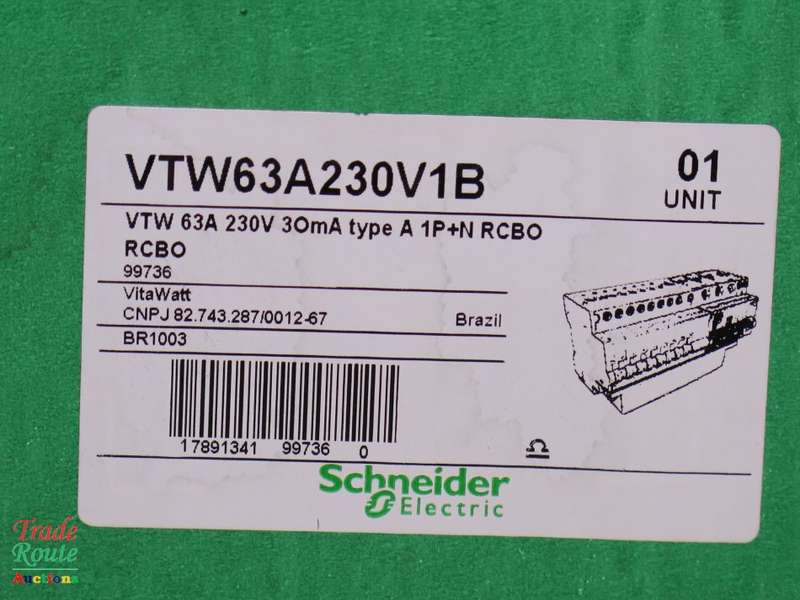 VTW63A230V1B
01
UNIT
VTW 63A 230V 3OmA type A 1P+N RCBO
RCBO
99736
VitaWatt
CNPJ 82.743.287/0012-67
Brazil
BR1003
17891341 99736 0
Schneider
Electric
Trade
Route
Auctions